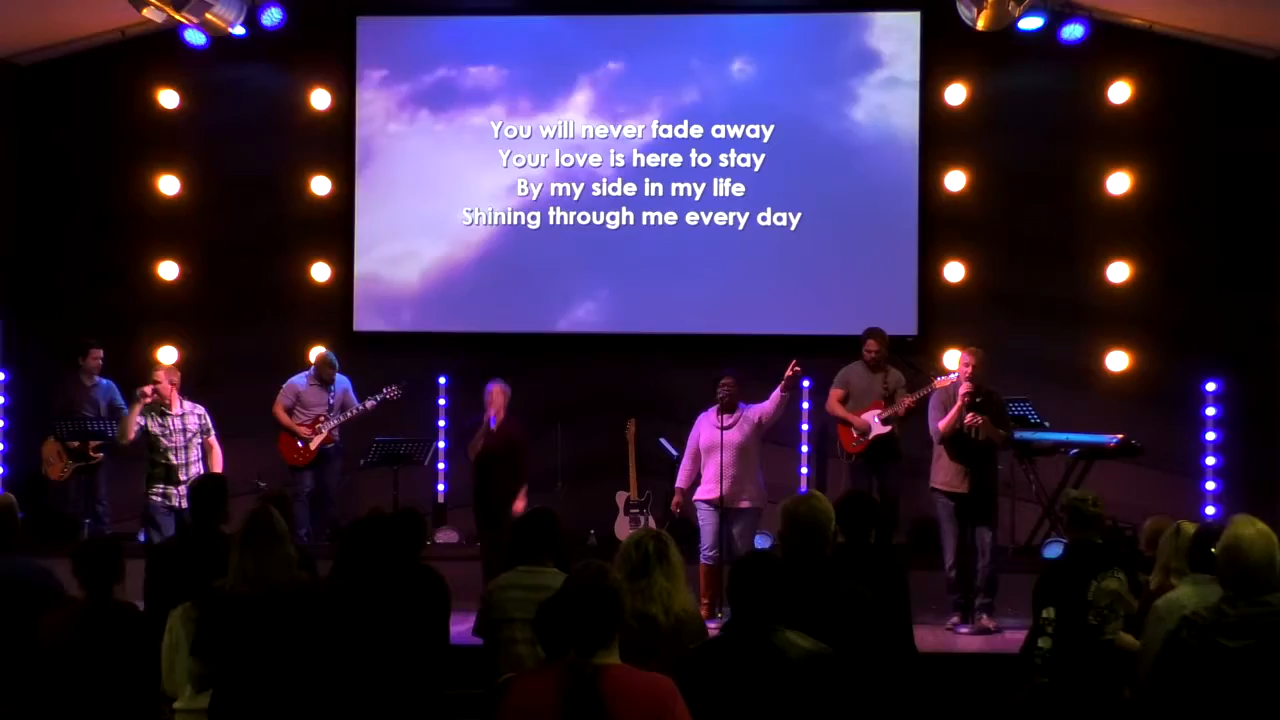 You will never fade away
Your love is here to stay
By my side in my life
Shining through me every day